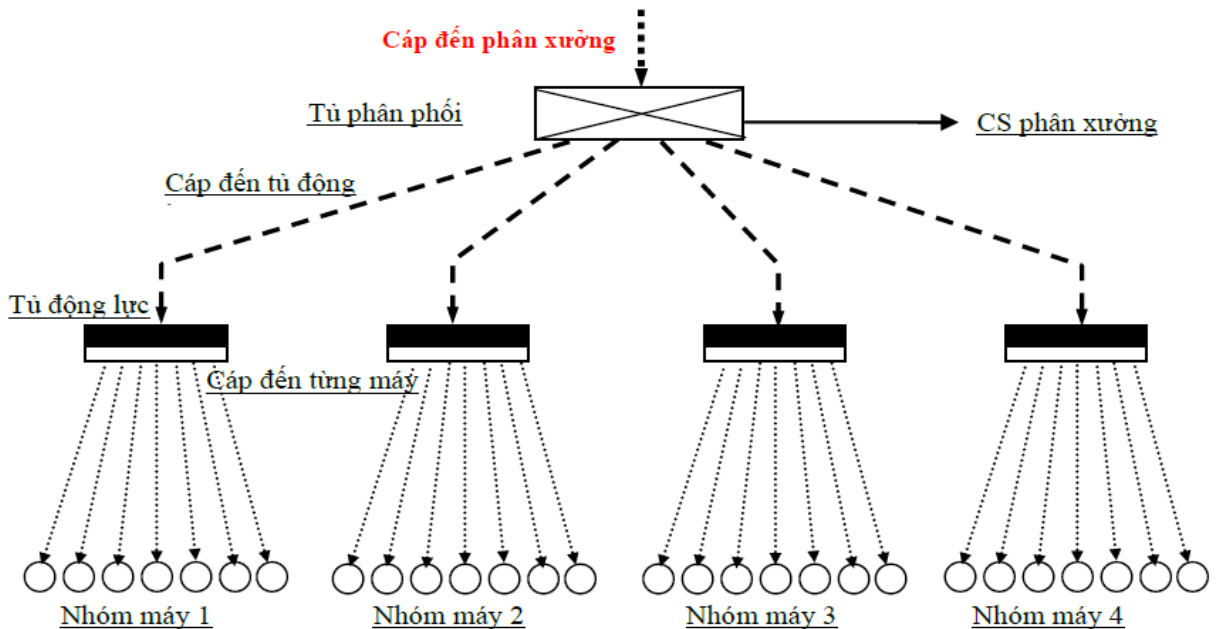 Cáp đến phân xưởng
Tủ phân phối
CS phân xưởng
Cáp đến tủ động
Tủ động lực
Cáp đến từng máy
Nhóm máy 1
Nhóm máy 2
Nhóm máy 3
Nhóm máy 4